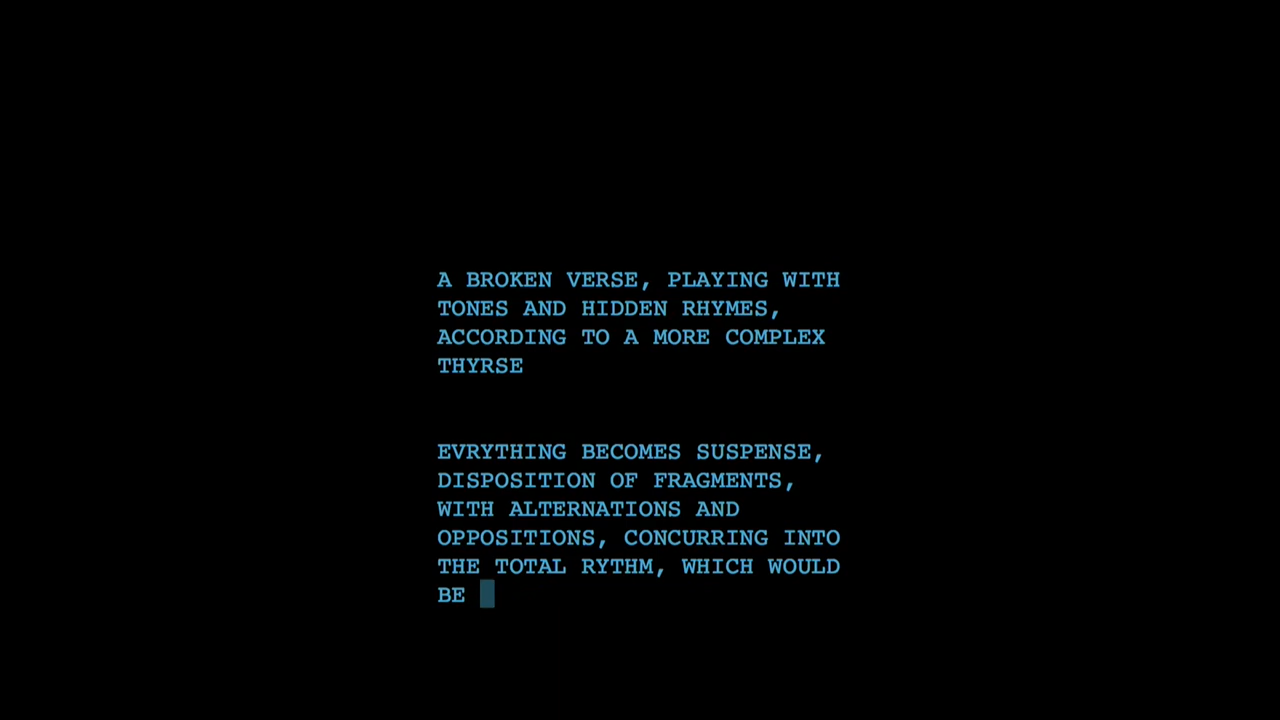 A BROKEN VERSE, PLAYING WITH
TONES AND HIDDEN RHYMES,
ACCORDING TO A MORE COMPLEX
THYRSE
EVRYTHING BECOMES SUSPENSE,
DISPOSITION OF FRAGMENTS,
WITH ALTERNATIONS AND
OPPOSITIONS, CONCURRING INTO
THE TOTAL RYTHM, WHICH WOULD
BE